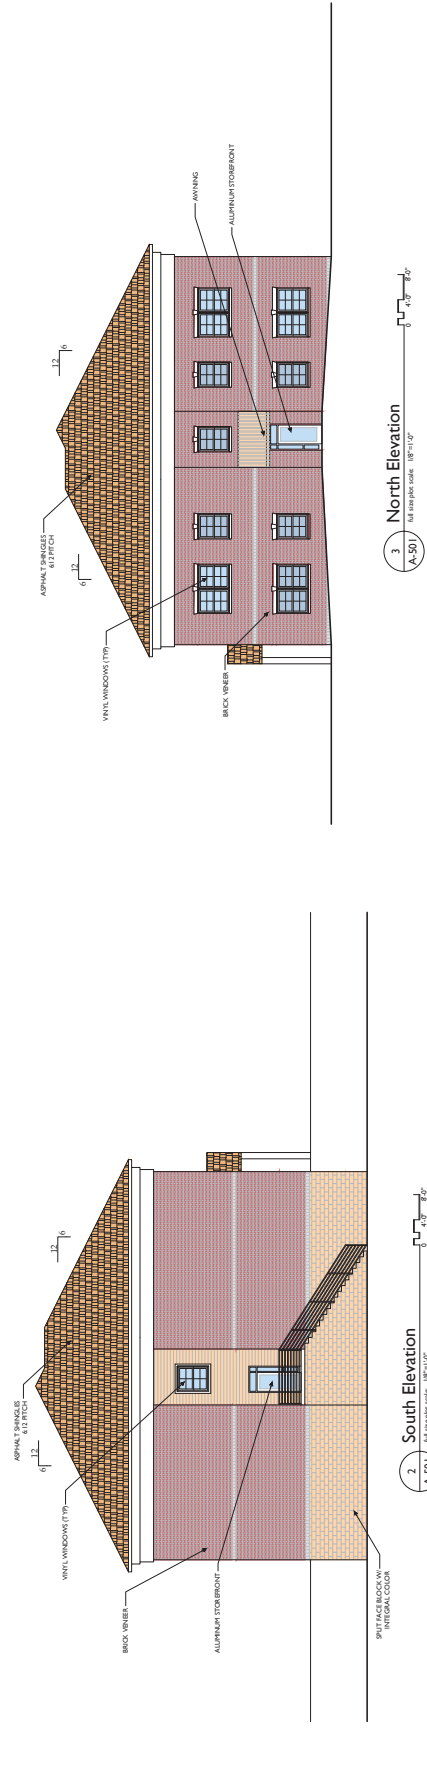 ASPHALT SHINGLES
6:12 PITCH
12
6
12
6
VINYL WINDOWS (TYP)
BRICK VENEER
ALUMINUM STOREFRONT
SPLIT FACE BLOCK W/
INTEGRAL COLOR
2
South Elevation
0 4'-0" 8'-0"
ASPHALT SHINGLES
6:12 PITCH
12
6
12
6
VINYL WINDOWS (TYP)
BRICK VENEER
AWNING
ALUMINUM STOREFRONT
3
A-501
North Elevation
full size plot scale: 1/8"=1'-0"
0 4'-0" 8'-0"